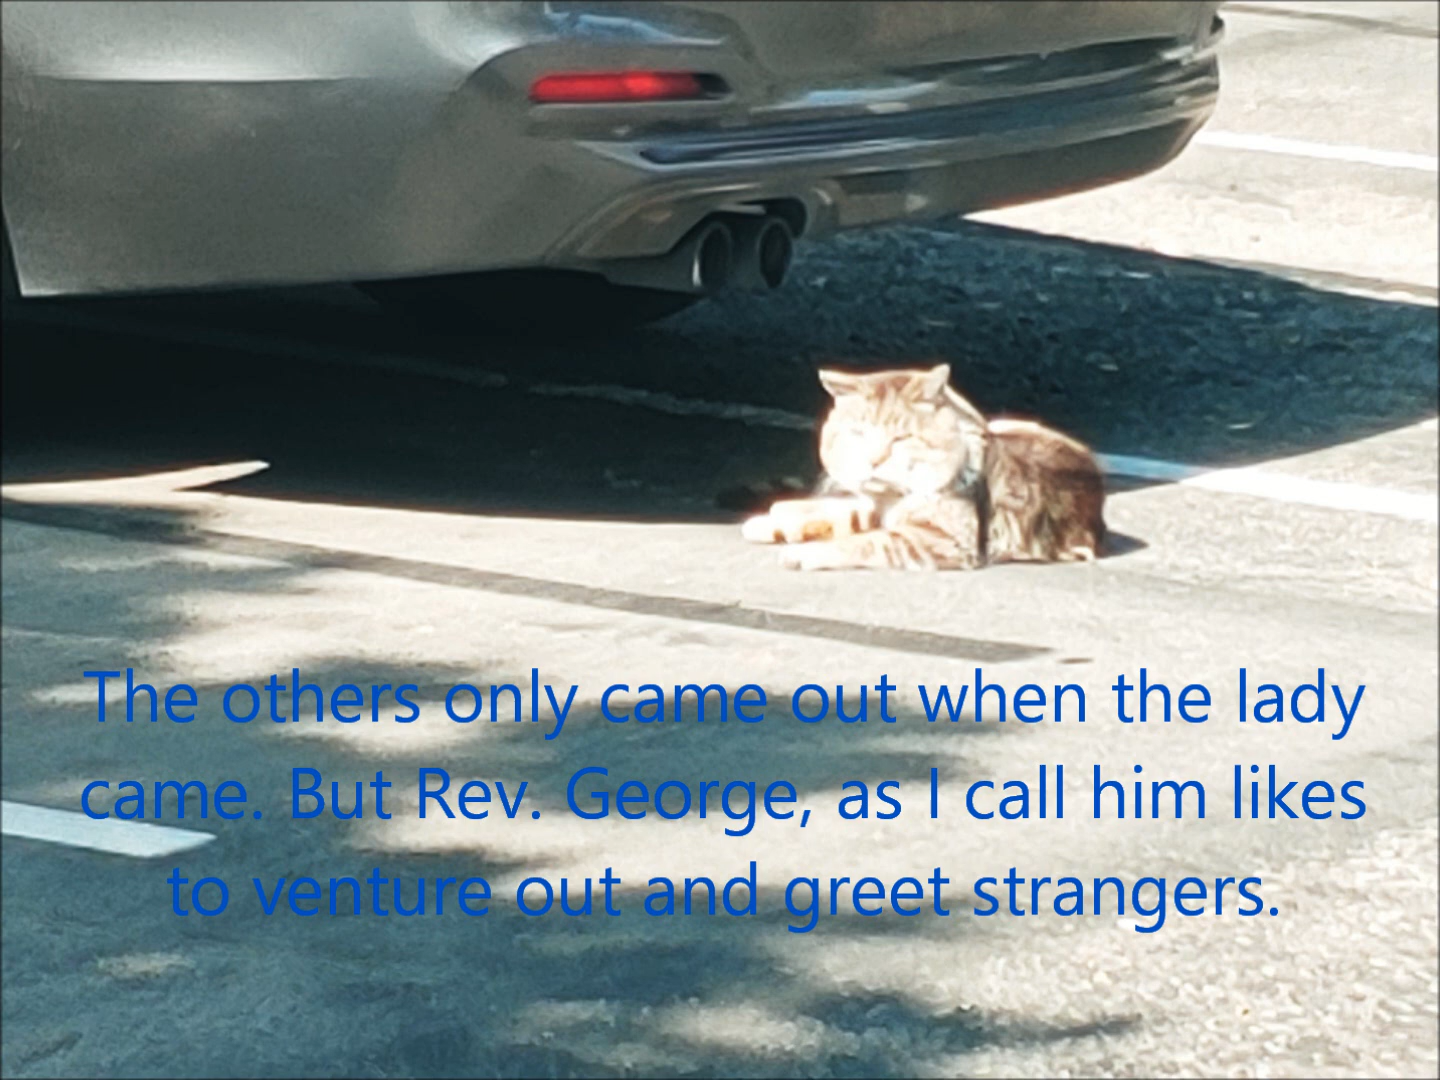 The others only came out when the lady
came. But Rev. George, as I call him likes
to venture out and greet strangers.